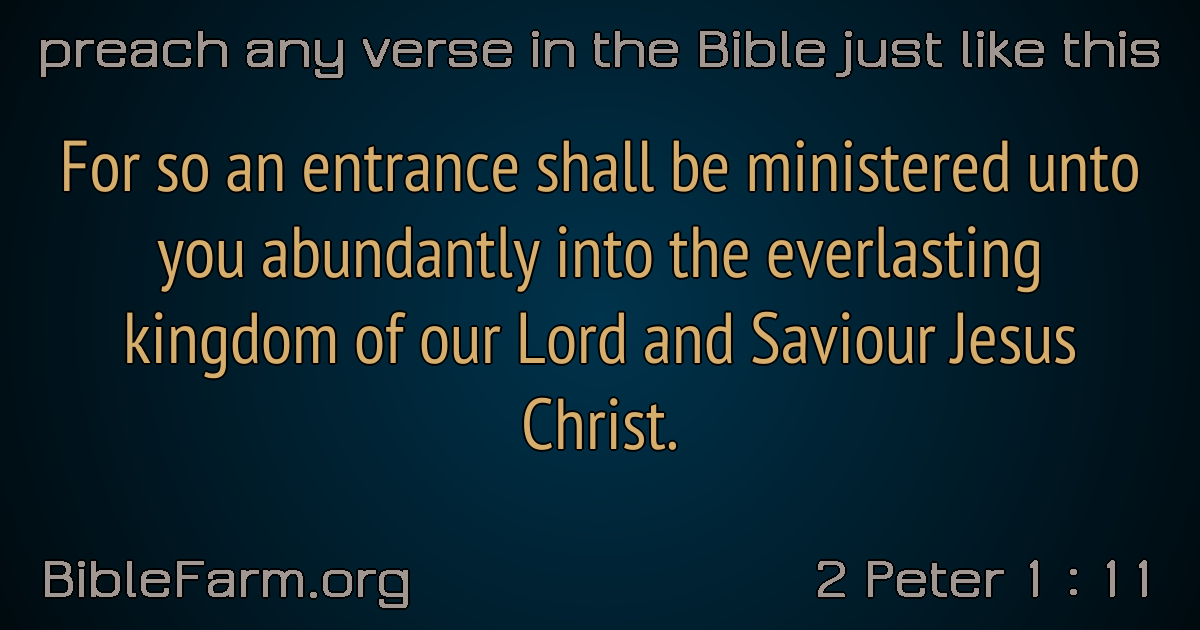 preach any verse in the Bible just like this
For so an entrance shall be ministered unto
you abundantly into the everlasting
kingdom of our Lord and Saviour Jesus
Christ.
BibleFarm.org
2 Peter 1 : 11